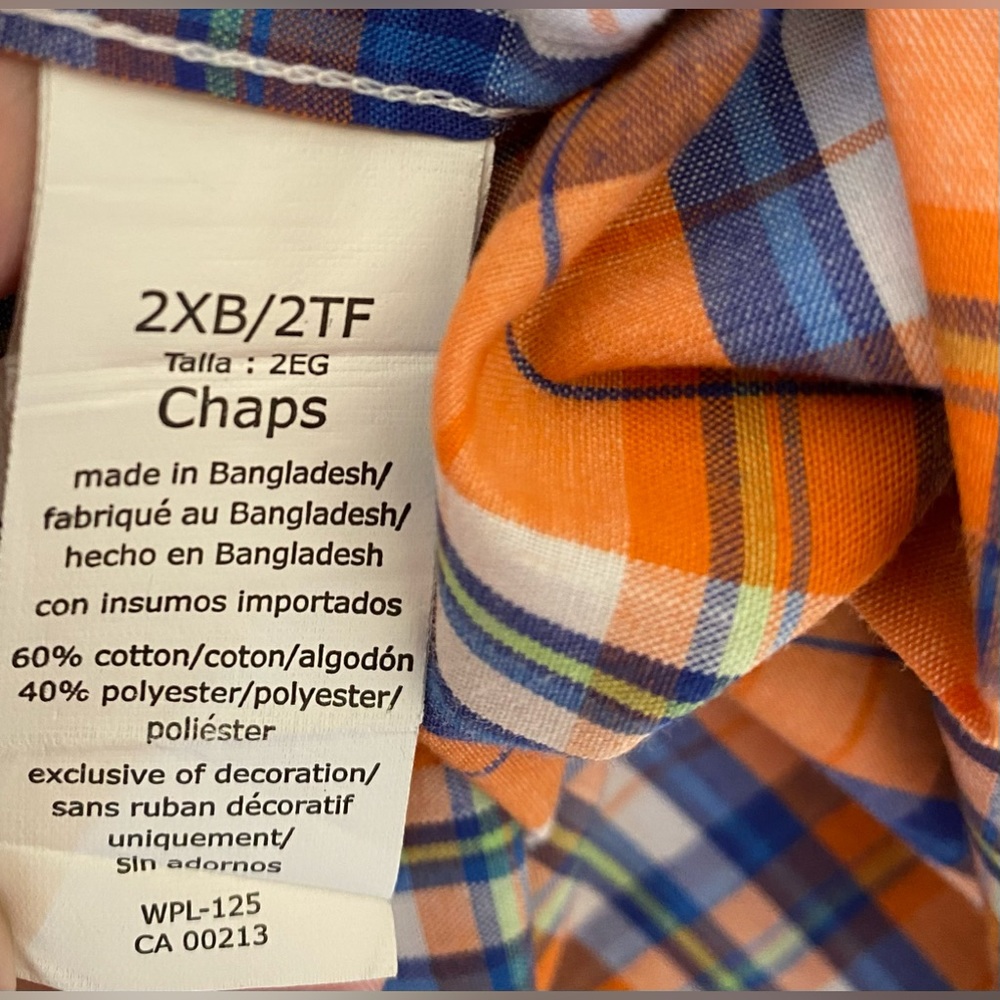 2XB/2TF
Talla : 2EG
Chaps
made in Bangladesh/
fabriqué au Bangladesh/
hecho en Bangladesh
con insumos importados
60% cotton/coton/algodón
40% polyester/polyester/
poliéster
exclusive of decoration/
sans ruban décoratif
uniquement/
Sin adornos
WPL-125
CA 00213